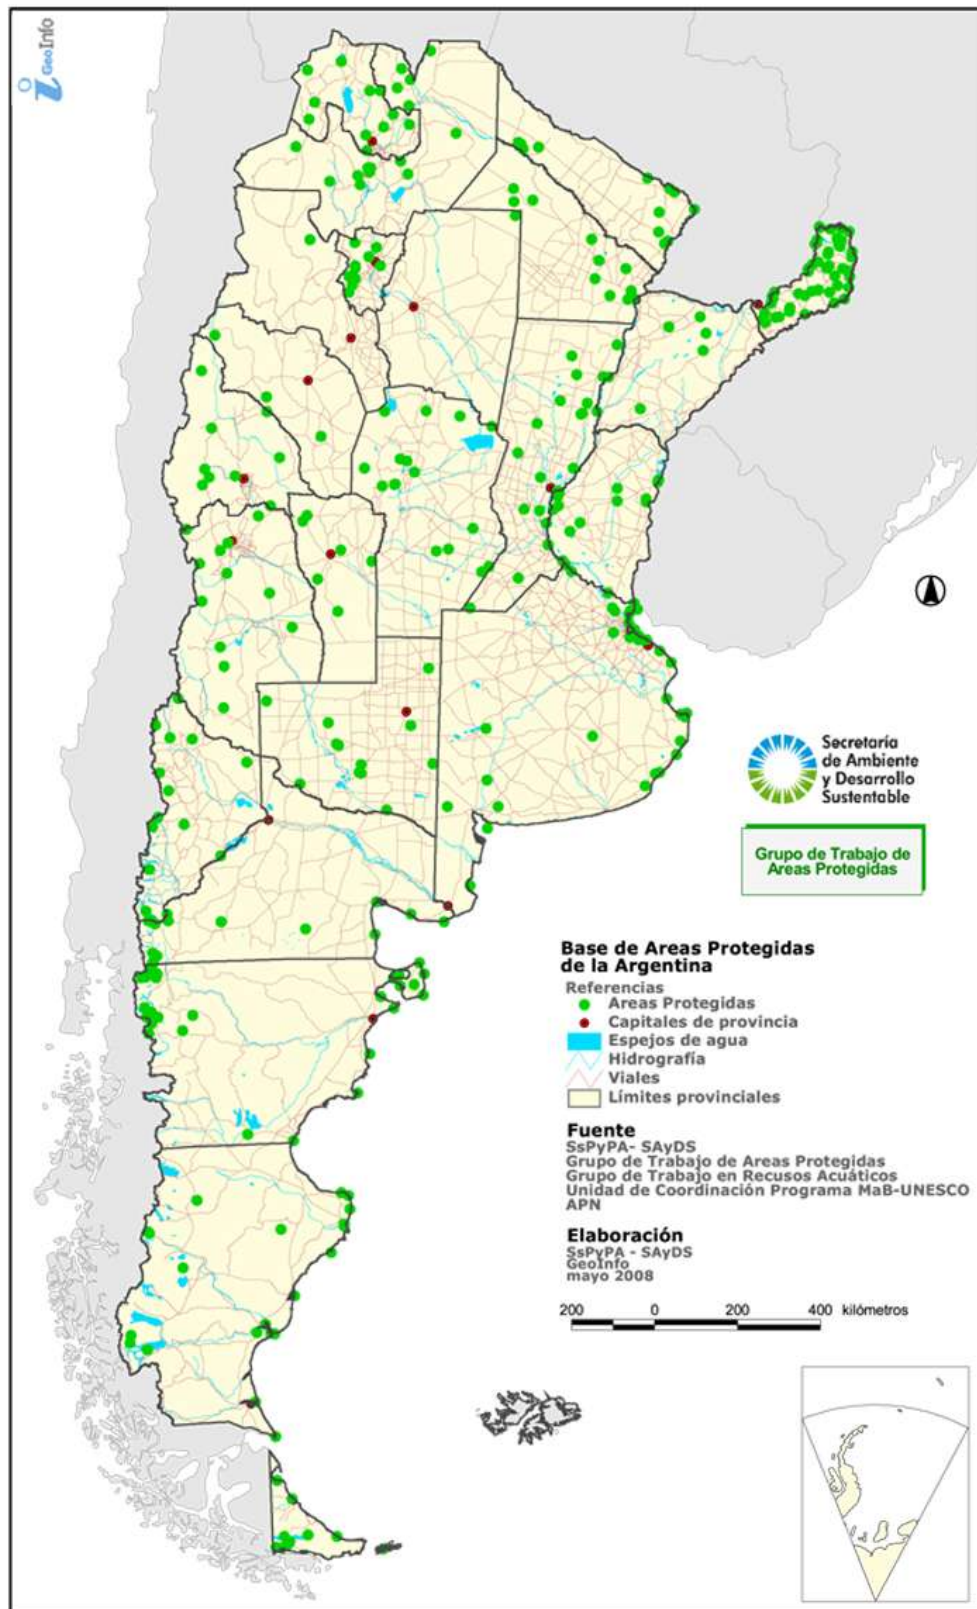 GeoInfo
Secretaría
de Ambiente
y Desarrollo
Sustentable
Grupo de Trabajo de
Areas Protegidas
Base de Areas Protegidas
de la Argentina
Referencias
Areas Protegidas
Capitales de provincia
Espejos de agua
Hidrografía
Viales
Límites provinciales
Fuente
SsPyPA- SAyDS
Grupo de Trabajo de Areas Protegidas
Grupo de Trabajo en Recusos Acuáticos
Unidad de Coordinación Programa MaB-UNESCO
APN
Elaboración
SsPyPA - SAyDS
GeoInfo
mayo 2008
200 0 200 400 kilómetros